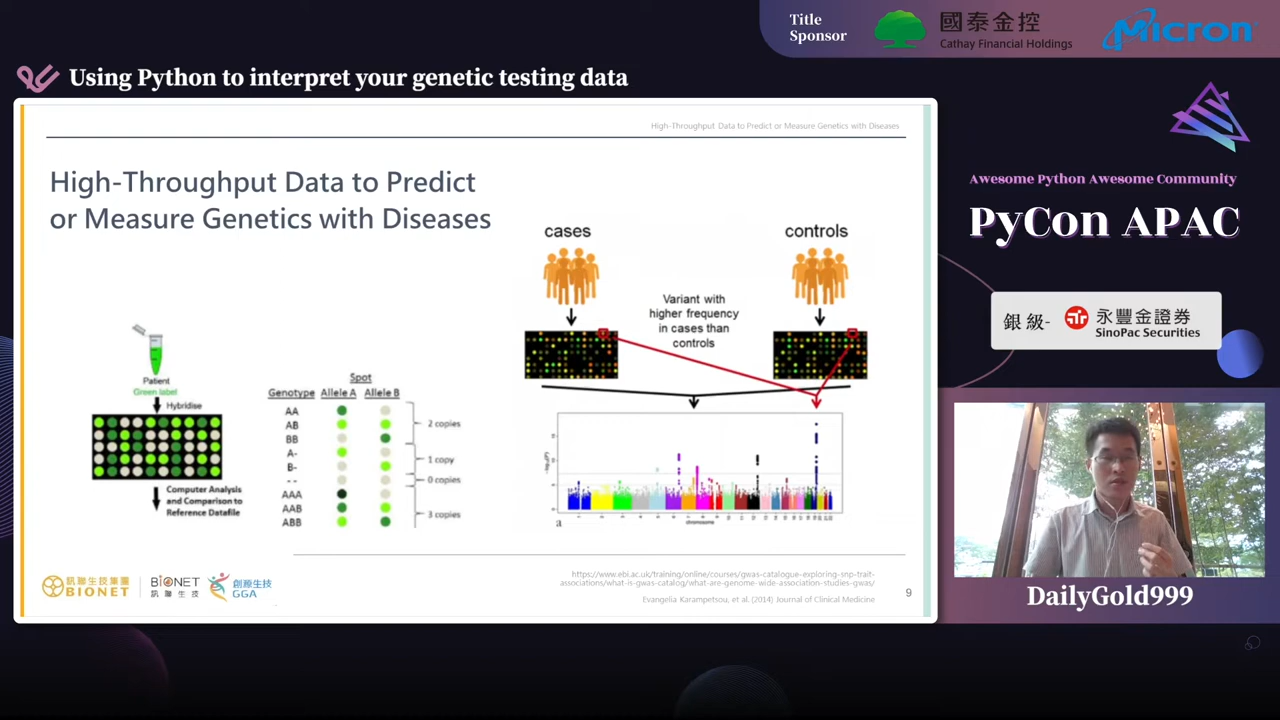 Title
Sponsor
國泰金控
Cathay Financial Holdings
Micron
Using Python to interpret your genetic testing data
High-Throughput Data to Predict or Measure Genetics with Diseases
High-Throughput Data to Predict
or Measure Genetics with Diseases
cases
controls
Variant with
higher frequency
in cases than
controls
Patient
Green label
Hybridise
Computer Analysis
and Comparison to
Reference Datafile
Spot
Genotype Allele A Allele B
AA
AB
BB
A-
B-
- -
AAA
AAB
ABB
2 copies
1 copy
0 copies
3 copies
chromosome
a
訊聯生技集團
BIONET
BIONET
訊聯生技
創源生技
GGA
https://www.ebi.ac.uk/training/online/courses/gwas-catalogue-exploring-snp-trait-
associations/what-is-gwas-catalog/what-are-genome-wide-association-studies-gwas/
Evangelia Karampetsou, et al. (2014) Journal of Clinical Medicine
9
Awesome Python Awesome Community
PyCon APAC
銀級-
永豐金證券
SinoPac Securities
DailyGold999